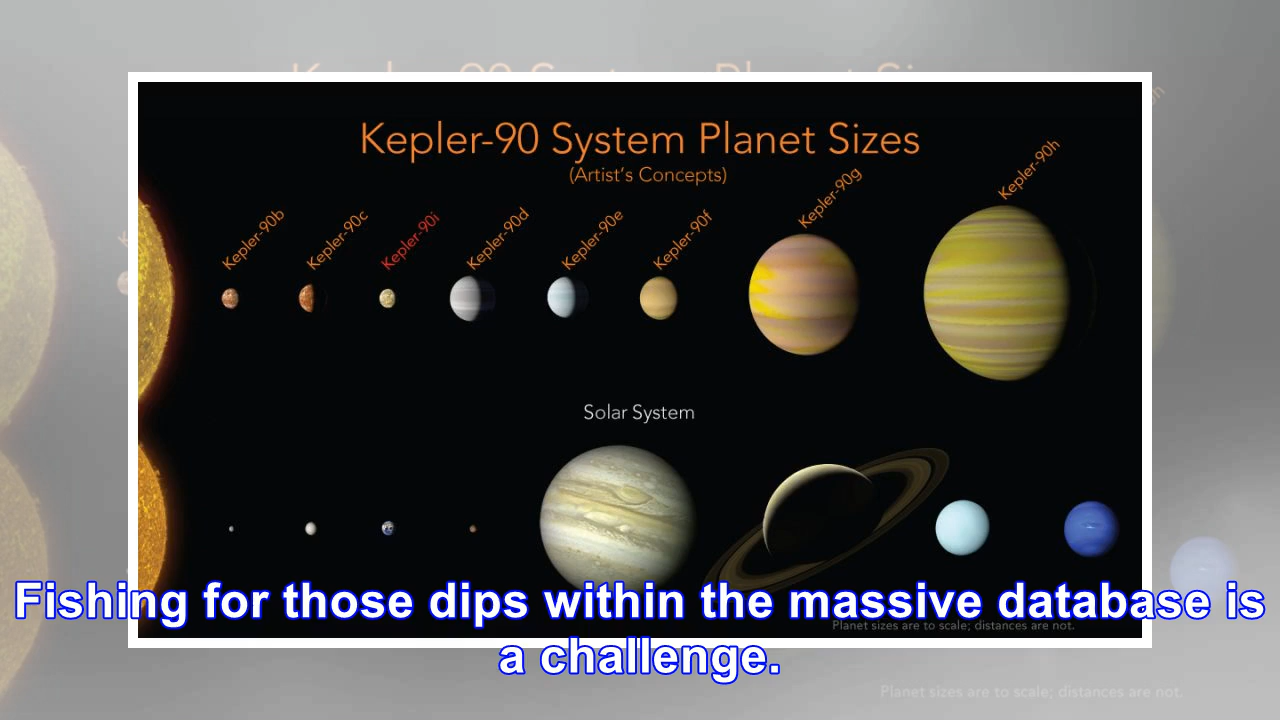 Kepler-90 System Planet Sizes
(Artist's Concepts)
Kepler-90b
Kepler-90c
Kepler-90i
Kepler-90d
Kepler-90e
Kepler-90f
Kepler-90g
Kepler-90h
Solar System
Planet sizes are to scale; distances are not.
Fishing for those dips within the massive database is
a challenge.
Planet sizes are to scale; distances are not.